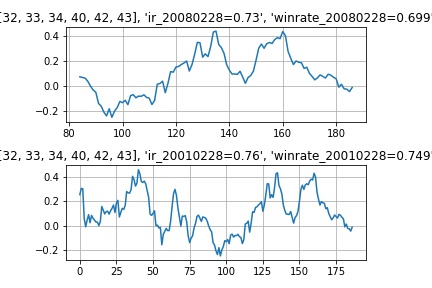 [32, 33, 34, 40, 42, 43], 'ir_20080228=0.73', 'winrate_20080228=0.699'
0.4
0.2
0.0
−0.2
80 100 120 140 160 180
[32, 33, 34, 40, 42, 43], 'ir_20010228=0.76', 'winrate_20010228=0.749'
0.4
0.2
0.0
−0.2
0 25 50 75 100 125 150 175